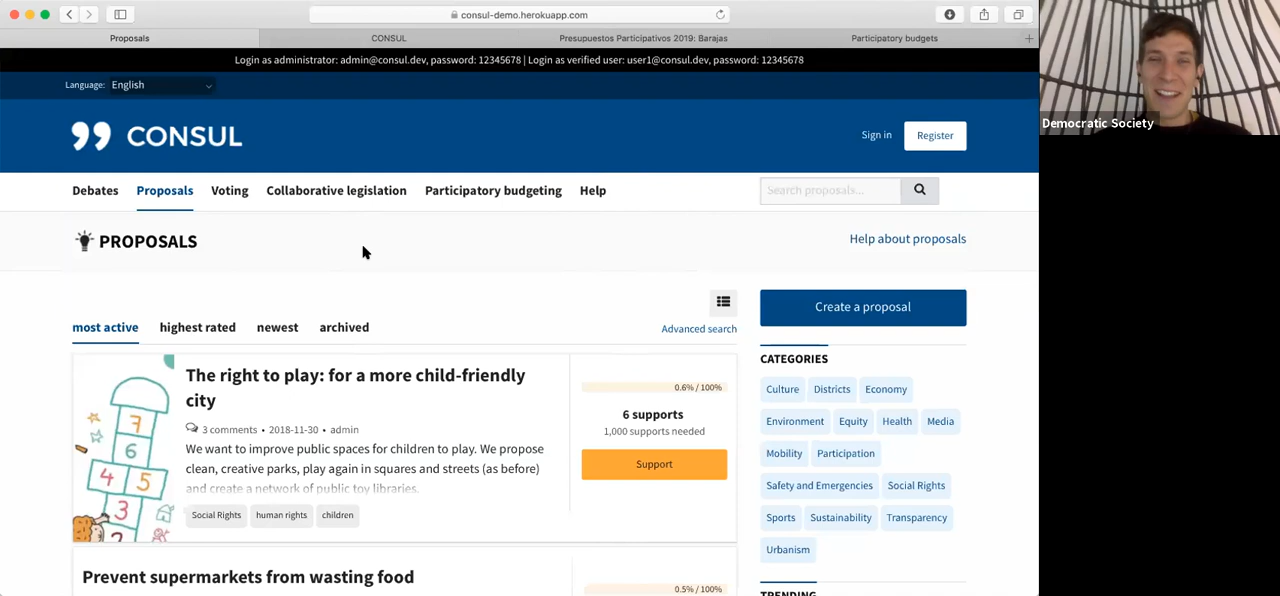 consul-demo.herokuapp.com
Proposals
CONSUL
Presupuestos Participativos 2019: Barajas
Participatory budgets
Login as administrator: admin@consul.dev, password: 12345678 | Login as verified user: user1@consul.dev, password: 12345678
Language: English
CONSUL
Sign in
Register
Debates
Proposals
Voting
Collaborative legislation
Participatory budgeting
Help
Search proposals...
PROPOSALS
Help about proposals
most active
highest rated
newest
archived
Advanced search
The right to play: for a more child-friendly
city
3 comments • 2018-11-30 • admin
We want to improve public spaces for children to play. We propose
clean, creative parks, play again in squares and streets (as before)
and create a network of public toy libraries.
Social Rights
human rights
children
7
6
4 5
3
2
0.6% / 100%
6 supports
1,000 supports needed
Support
Prevent supermarkets from wasting food
0.5% / 100%
Create a proposal
CATEGORIES
Culture
Districts
Economy
Environment
Equity
Health
Media
Mobility
Participation
Safety and Emergencies
Social Rights
Sports
Sustainability
Transparency
Urbanism
TRENDING
Democratic Society